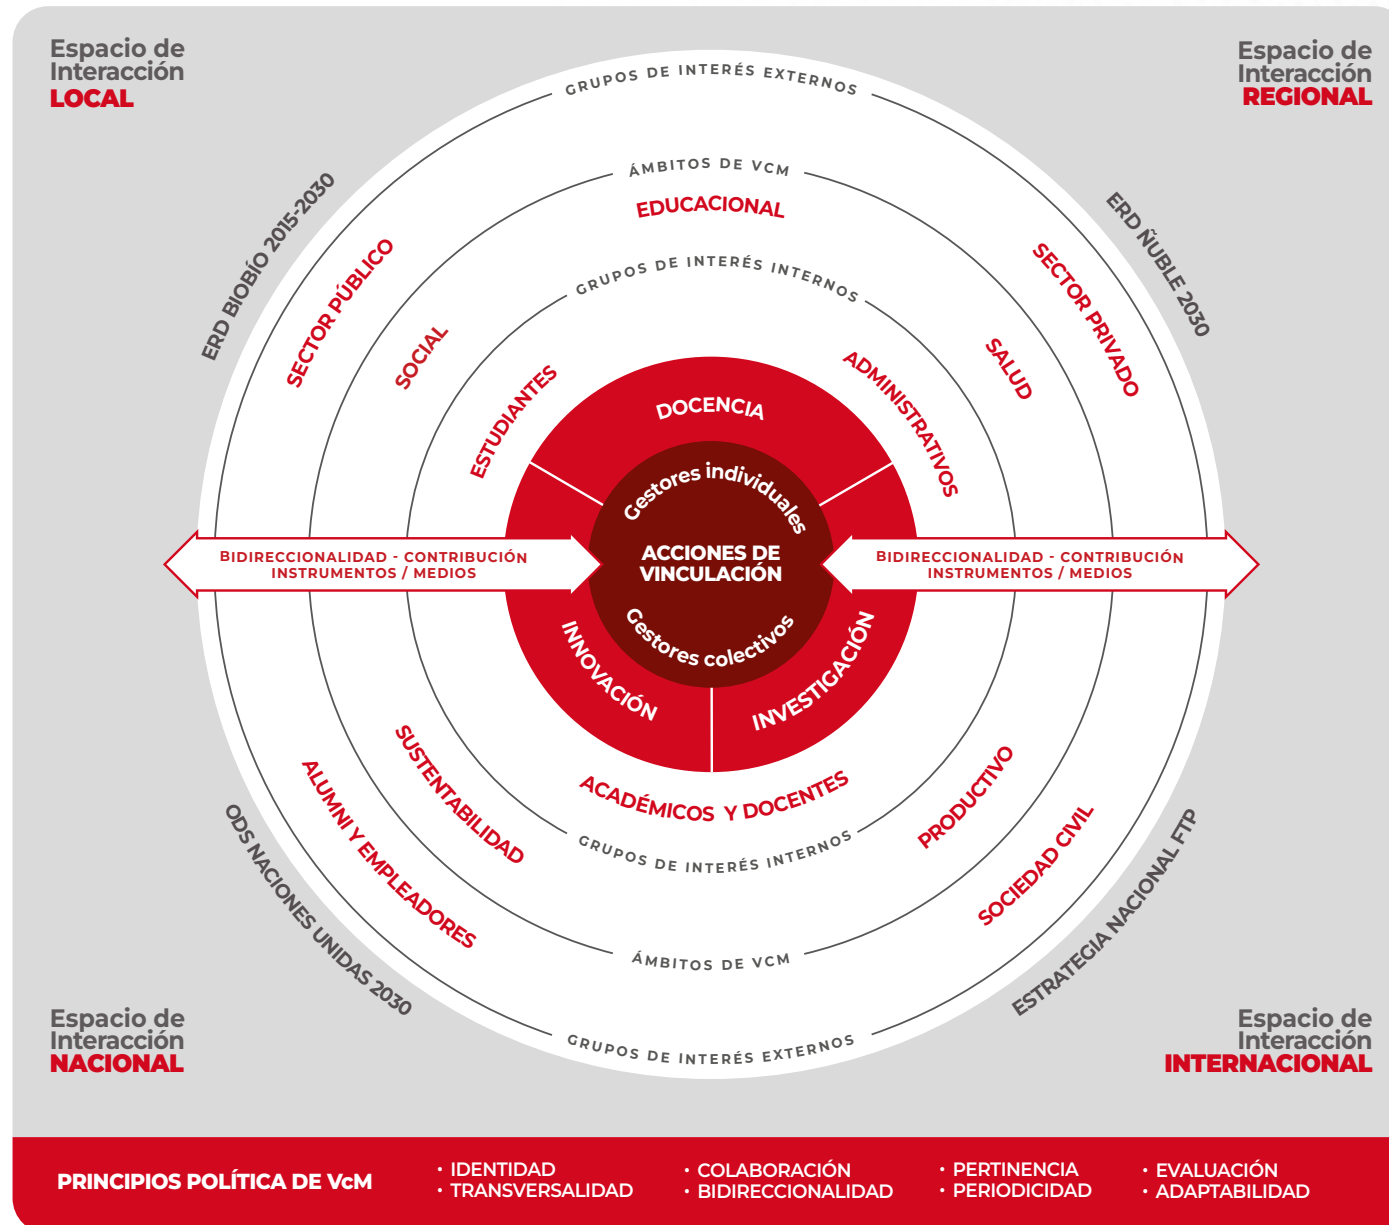 Espacio de
Interacción
LOCAL
Espacio de
Interacción
REGIONAL
GRUPOS DE INTERÉS EXTERNOS
ÁMBITOS DE VCM
EDUCACIONAL
GRUPOS DE INTERÉS INTERNOS
ERD BIOBÍO 2015-2030
ERD ÑUBLE 2030
SECTOR PÚBLICO
SECTOR PRIVADO
SOCIAL
SALUD
ESTUDIANTES
ADMINISTRATIVOS
DOCENCIA
Gestores individuales
ACCIONES DE
VINCULACIÓN
Gestores colectivos
BIDIRECCIONALIDAD - CONTRIBUCIÓN
INSTRUMENTOS / MEDIOS
BIDIRECCIONALIDAD - CONTRIBUCIÓN
INSTRUMENTOS / MEDIOS
INNOVACIÓN
INVESTIGACIÓN
ACADÉMICOS Y DOCENTES
SUSTENTABILIDAD
PRODUCTIVO
ALUMNI Y EMPLEADORES
SOCIEDAD CIVIL
GRUPOS DE INTERÉS INTERNOS
ÁMBITOS DE VCM
GRUPOS DE INTERÉS EXTERNOS
ODS NACIONES UNIDAS 2030
ESTRATEGIA NACIONAL FTP
Espacio de
Interacción
NACIONAL
Espacio de
Interacción
INTERNACIONAL
PRINCIPIOS POLÍTICA DE VcM
· IDENTIDAD
· TRANSVERSALIDAD
· COLABORACIÓN
· BIDIRECCIONALIDAD
· PERTINENCIA
· PERIODICIDAD
· EVALUACIÓN
· ADAPTABILIDAD